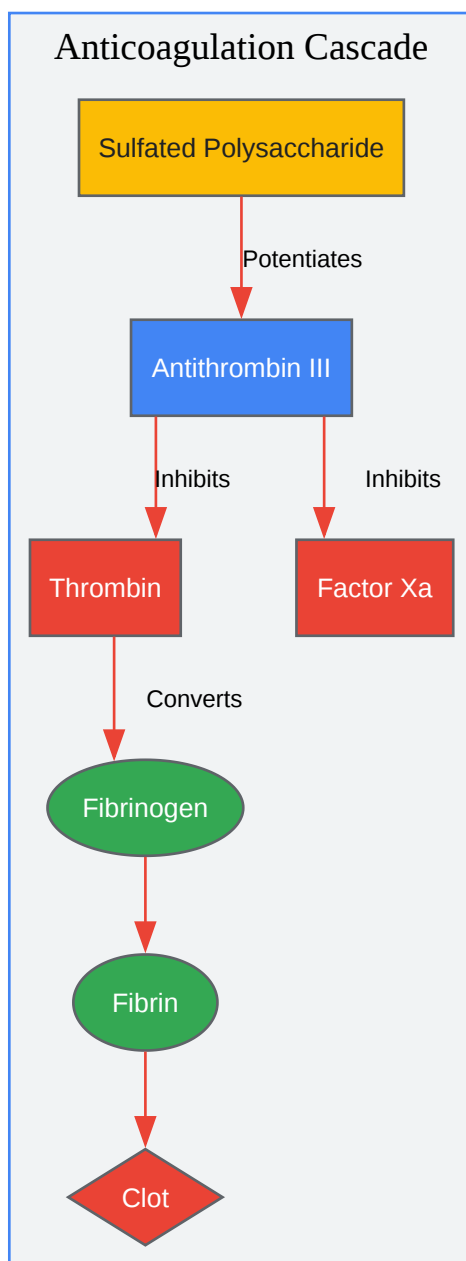 Anticoagulation Cascade
Sulfated Polysaccharide
Potentiates
Antithrombin III
Inhibits
Inhibits
Thrombin
Factor Xa
Converts
Fibrinogen
Fibrin
Clot